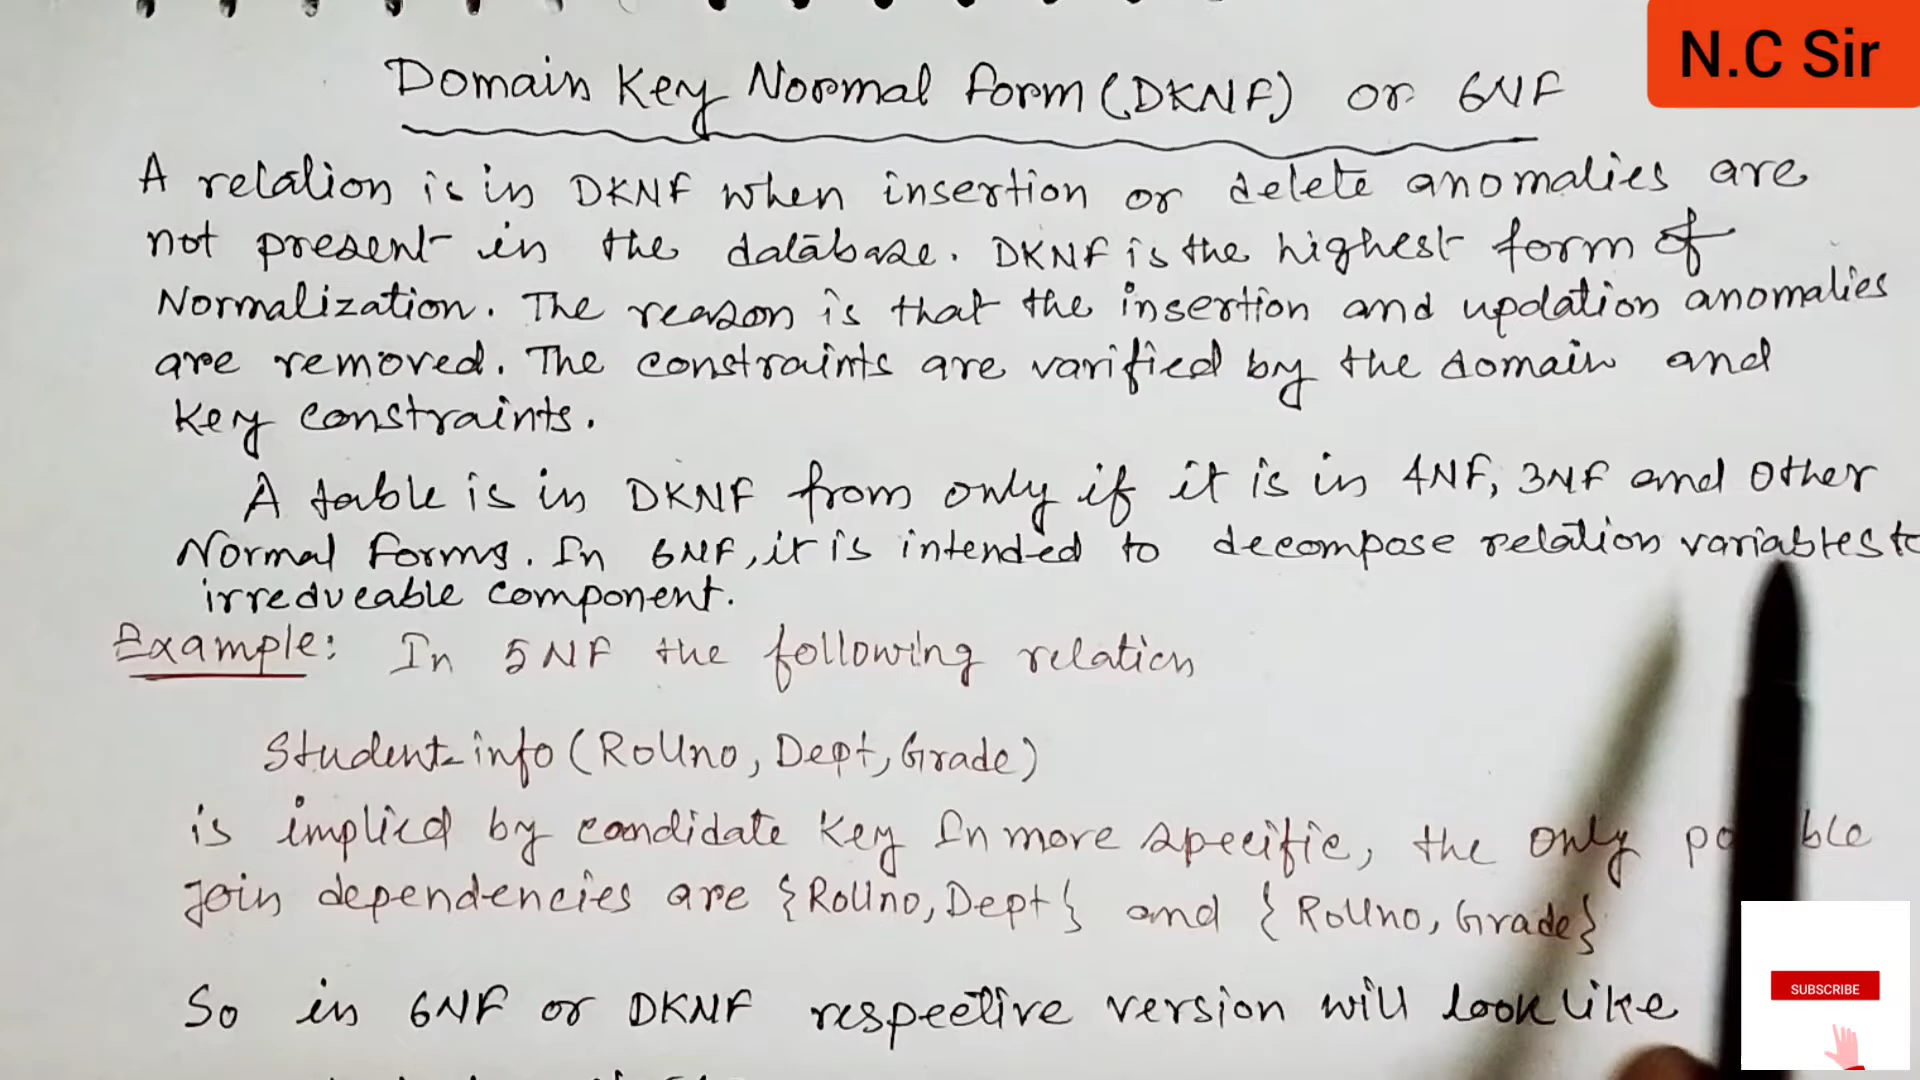 N.C Sir
Domain Key Normal Form (DKNF) or 6NF
A relation is in DKNF when insertion or delete anomalies are
not present in the database. DKNF is the highest form of
Normalization. The reason is that the insertion and updation anomalies
are removed. The constraints are varified by the domain and
Key constraints.
A table is in DKNF from only if it is in 4NF, 3NF and other
Normal Forms. In 6NF, it is intended to decompose relation variables to
irreduceable component.
Example: In 5NF the following relation
Student-info (Rollno, Dept, Grade)
is implied by candidate key In more specific, the only
Join dependencies are {Rollno, Dept} and {Rollno, Grade}
So in 6NF or DKNF respective version will look like
SUBSCRIBE